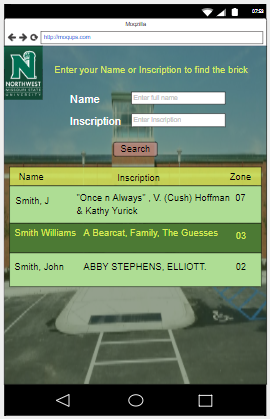 07:53
Moqzilla
http://moqups.com
NORTHWEST
MISSOURI STATE
UNIVERSITY
Enter your Name or Inscription to find the brick
Name Enter full name
Inscription Enter Inscription
Search
Name Inscription Zone
Smith, J "Once n Always" , V. (Cush) Hoffman 07
& Kathy Yurick
Smith Williams A Bearcat, Family, The Guesses 03
Smith, John ABBY STEPHENS, ELLIOTT. 02